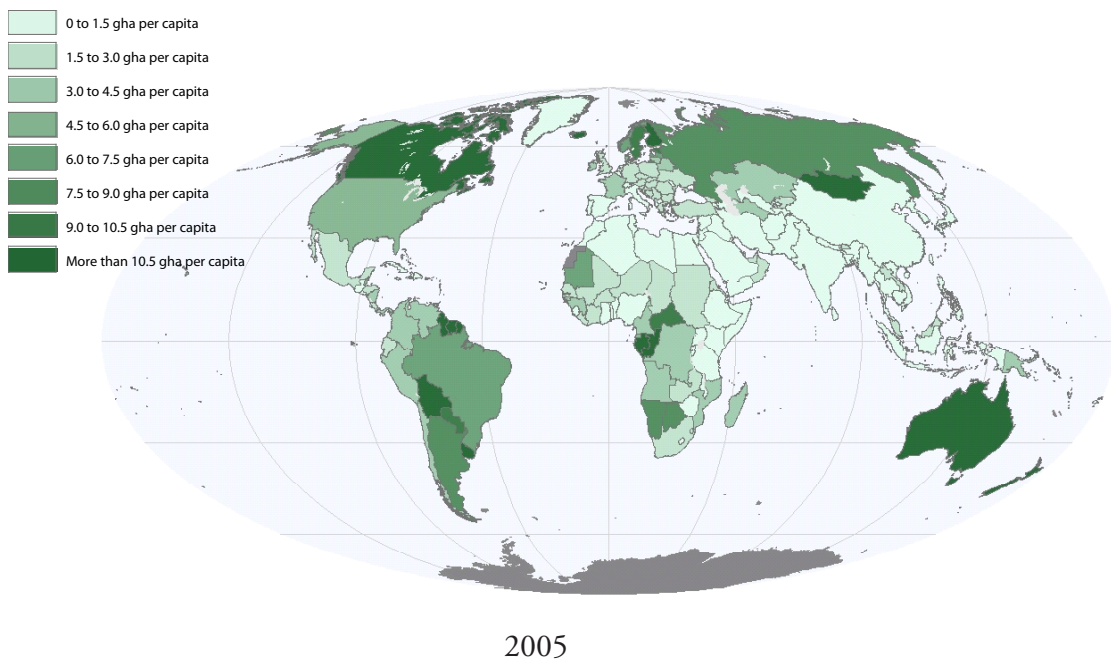 0 to 1.5 gha per capita
1.5 to 3.0 gha per capita
3.0 to 4.5 gha per capita
4.5 to 6.0 gha per capita
6.0 to 7.5 gha per capita
7.5 to 9.0 gha per capita
9.0 to 10.5 gha per capita
More than 10.5 gha per capita
2005